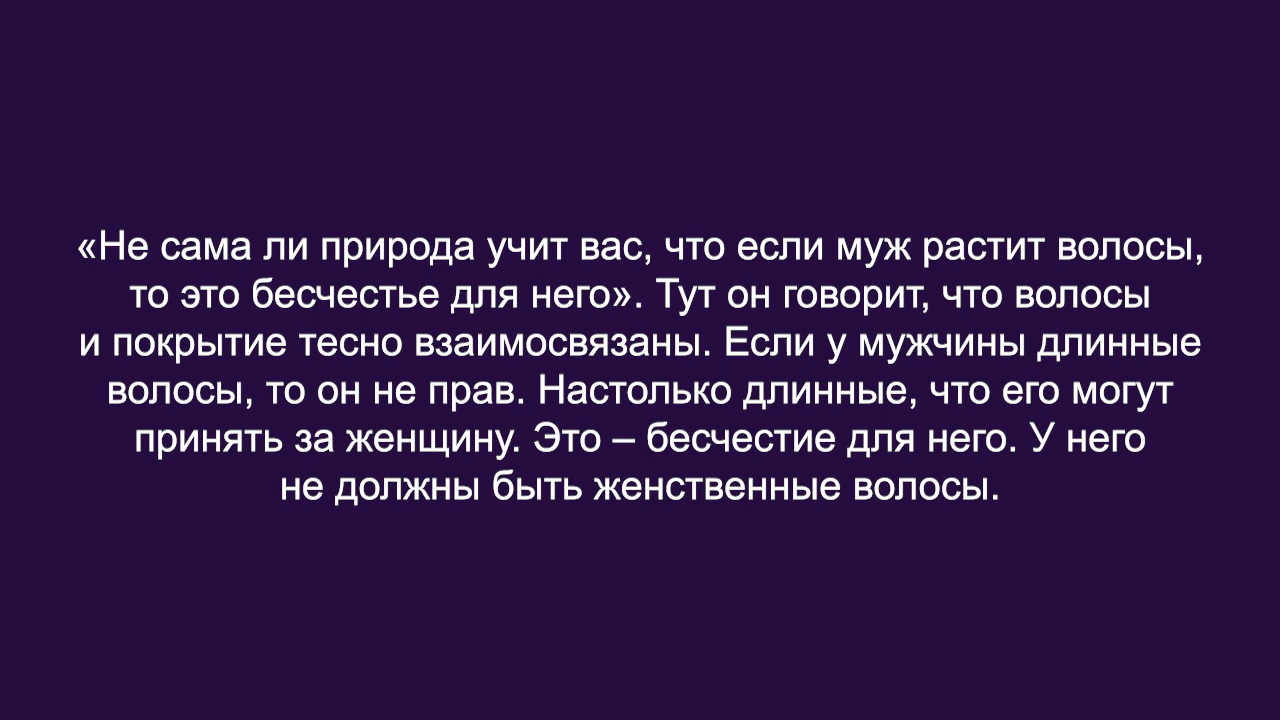 «Не сама ли природа учит вас, что если муж растит волосы,
то это бесчестье для него». Тут он говорит, что волосы
и покрытие тесно взаимосвязаны. Если у мужчины длинные
волосы, то он не прав. Настолько длинные, что его могут
принять за женщину. Это – бесчестие для него. У него
не должны быть женственные волосы.